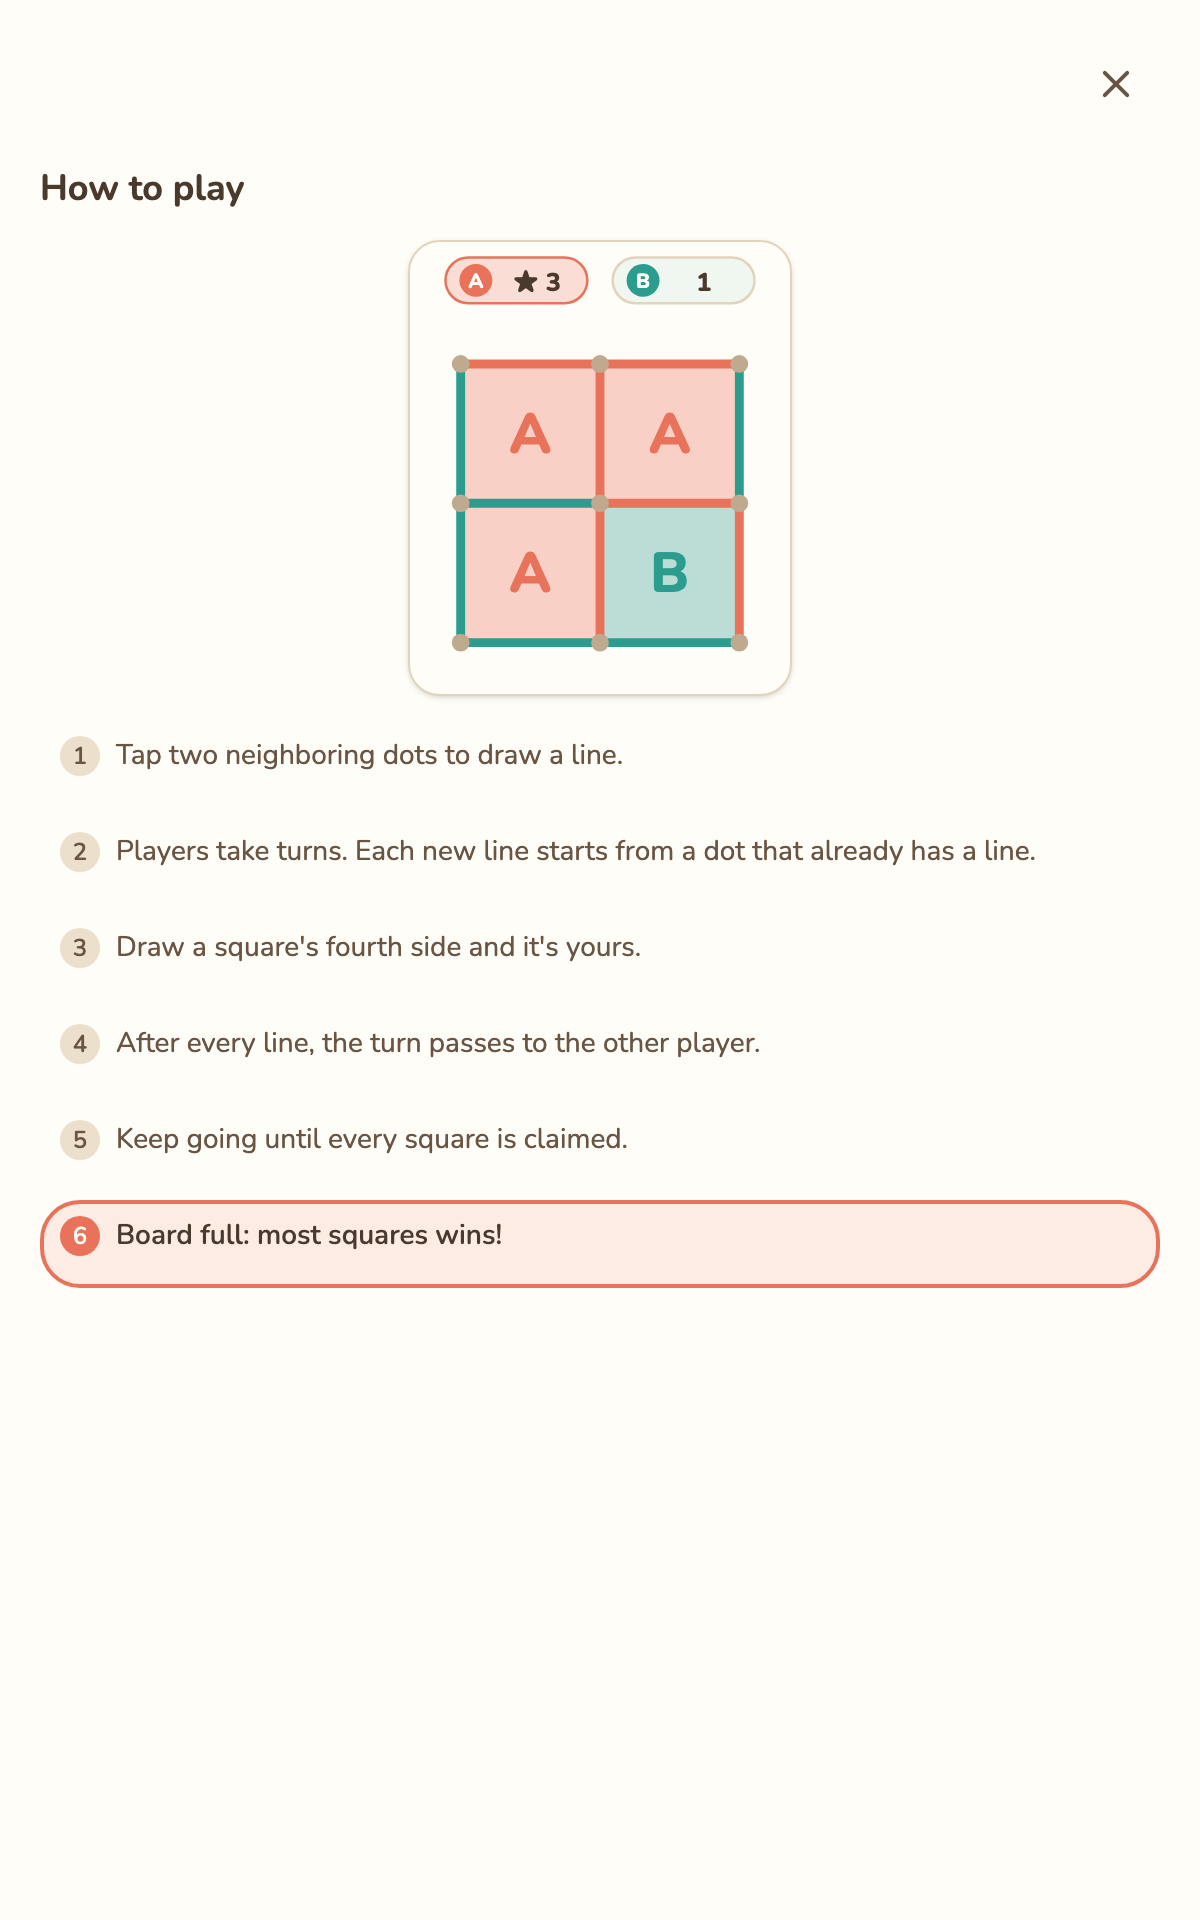 How to play
A ★ 3 B 1
A A
A B
1 Tap two neighboring dots to draw a line.
2 Players take turns. Each new line starts from a dot that already has a line.
3 Draw a square's fourth side and it's yours.
4 After every line, the turn passes to the other player.
5 Keep going until every square is claimed.
6 Board full: most squares wins!